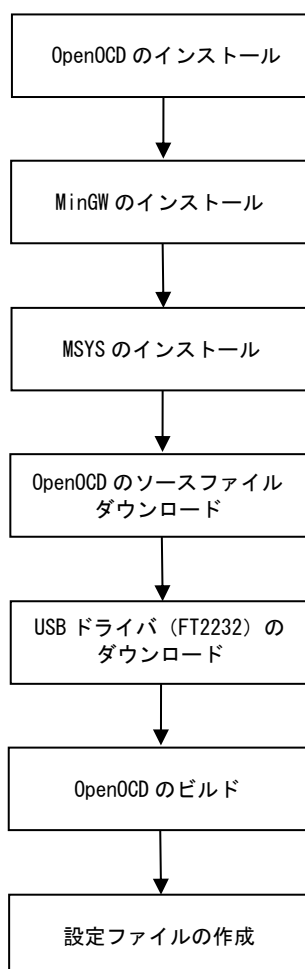 OpenOCD のインストール
MinGW のインストール
MSYS のインストール
OpenOCD のソースファイル
ダウンロード
USB ドライバ（FT2232）の
ダウンロード
OpenOCD のビルド
設定ファイルの作成